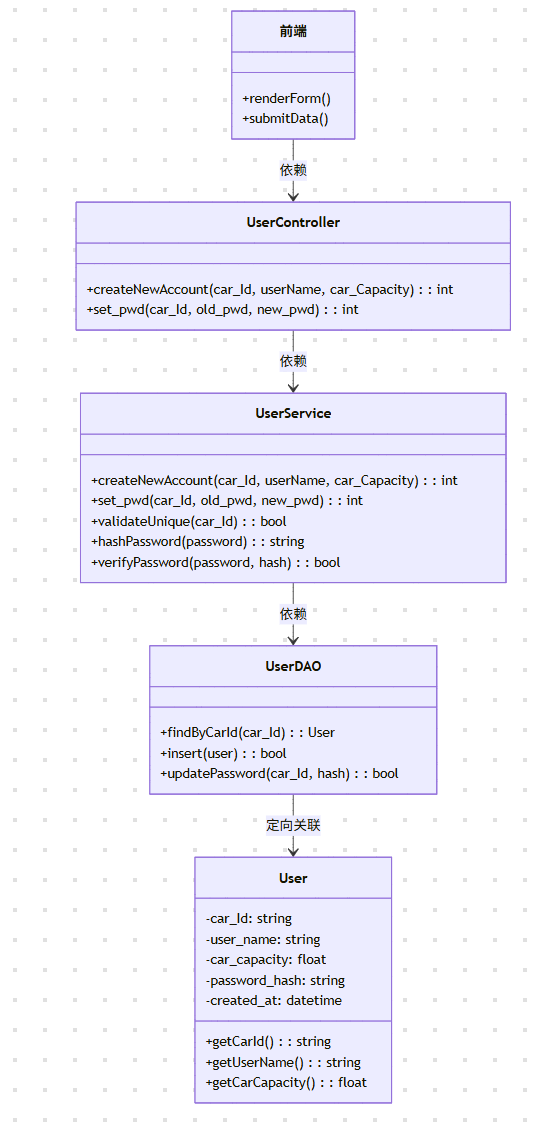 前端
+renderForm()
+submitData()
依赖
UserController
+createNewAccount(car_Id, userName, car_Capacity) : : int
+set_pwd(car_Id, old_pwd, new_pwd) : : int
依赖
UserService
+createNewAccount(car_Id, userName, car_Capacity) : : int
+set_pwd(car_Id, old_pwd, new_pwd) : : int
+validateUnique(car_Id) : : bool
+hashPassword(password) : : string
+verifyPassword(password, hash) : : bool
依赖
UserDAO
+findByCarId(car_Id) : : User
+insert(user) : : bool
+updatePassword(car_Id, hash) : : bool
定向关联
User
-car_Id: string
-user_name: string
-car_capacity: float
-password_hash: string
-created_at: datetime
+getCarId() : : string
+getUserName() : : string
+getCarCapacity() : : float